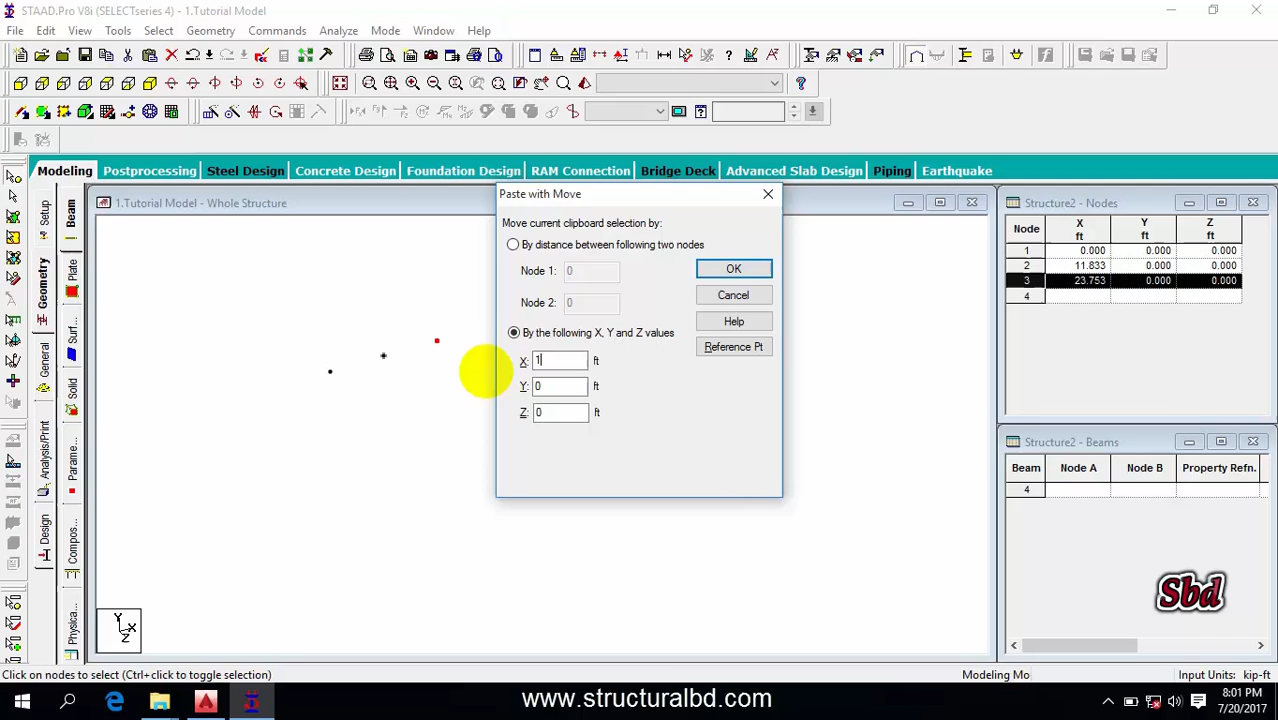 STAAD.Pro V8i (SELECTseries 4) - 1.Tutorial Model
File Edit View Tools Select Geometry Commands Analyze Mode Window Help
Modeling Postprocessing Steel Design Concrete Design Foundation Design RAM Connection Bridge Deck Advanced Slab Design Piping Earthquake
Setup
Geometry
General
Analysis/Print
Design
Beam
Plate
Surf...
Solid
Parame...
Compos...
Physica...
1.Tutorial Model - Whole Structure
Paste with Move
Move current clipboard selection by:
By distance between following two nodes
Node 1: 0
Node 2: 0
By the following X, Y and Z values
X: 1 ft
Y: 0 ft
Z: 0 ft
OK
Cancel
Help
Reference Pt
Structure2 - Nodes
Node X ft Y ft Z ft
1 0.000 0.000 0.000
2 11.833 0.000 0.000
3 23.753 0.000 0.000
4
Structure2 - Beams
Beam Node A Node B Property Refn.
4
Sbd
Y X Z
Click on nodes to select (Ctrl+click to toggle selection)
Modeling Mo
Input Units: kip-ft
www.structuralbd.com
8:01 PM
7/20/2017